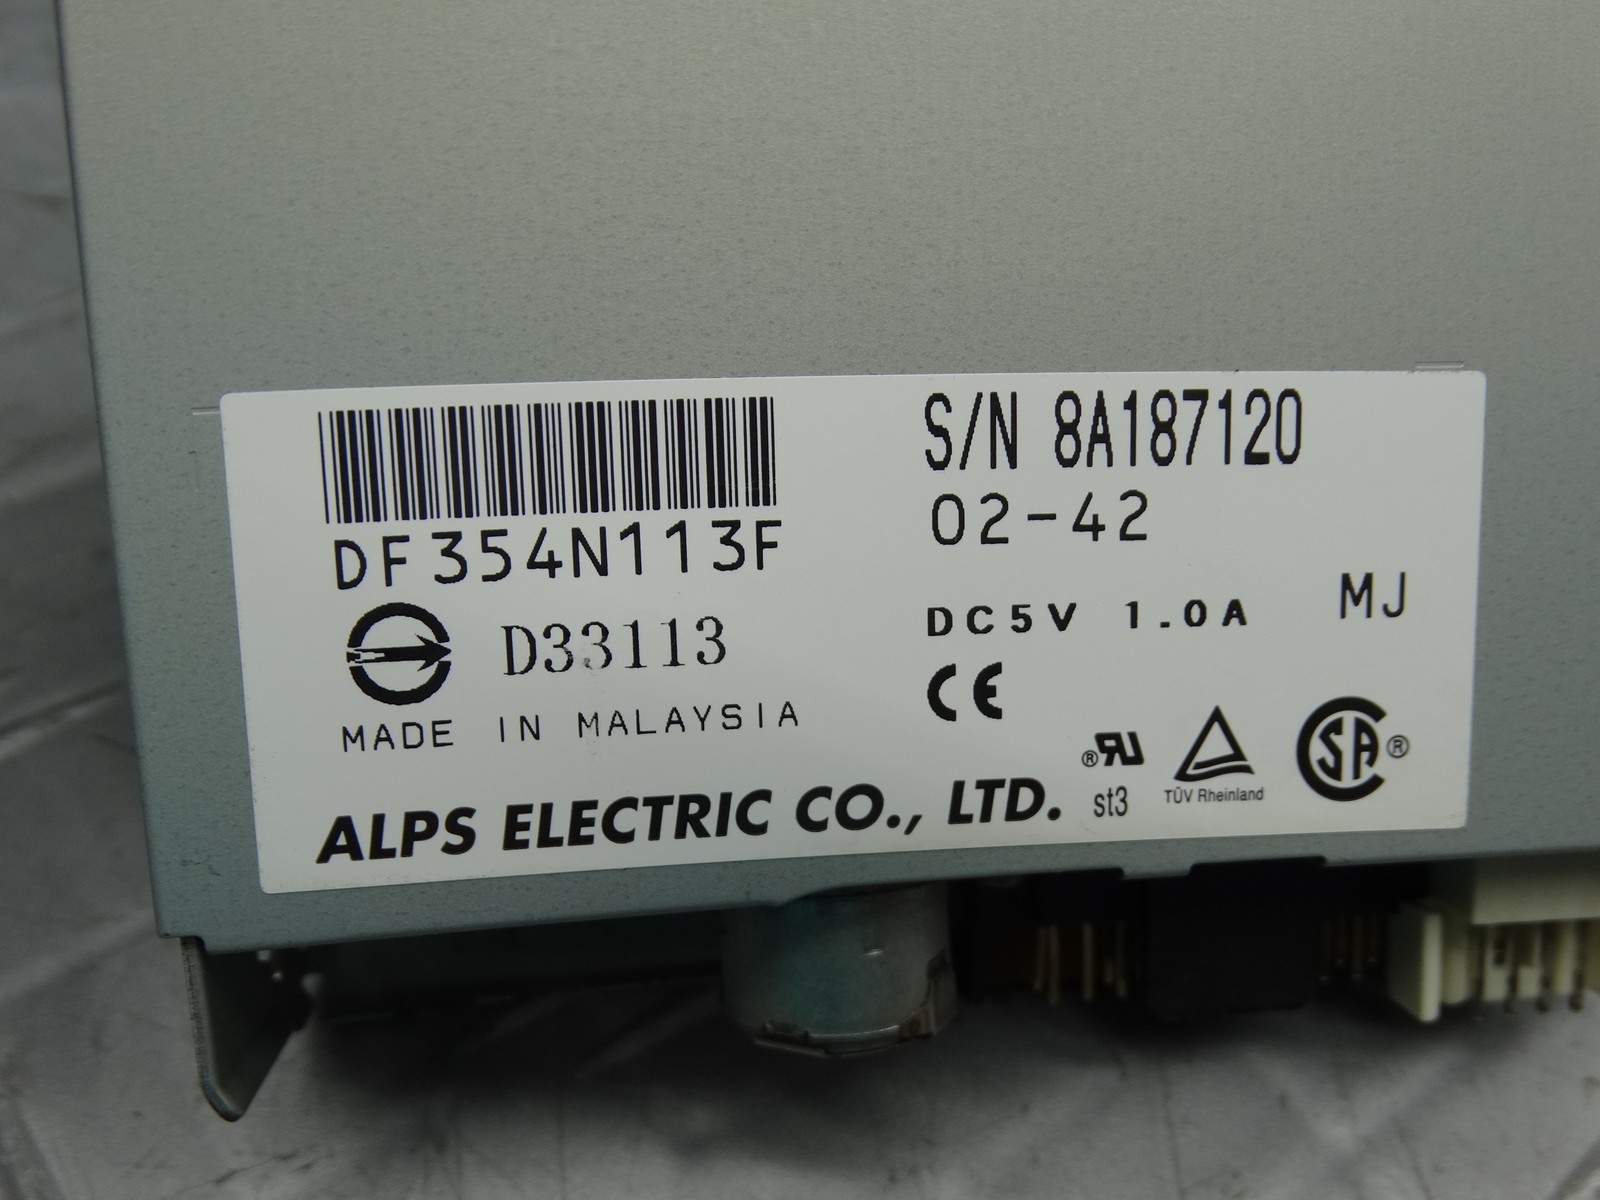 DF354N113F
D33113
MADE IN MALAYSIA
ALPS ELECTRIC CO., LTD.
S/N 8A187120
02-42
DC5V 1.0A
MJ
CE
®RU
st3
TÜV Rheinland
SA®